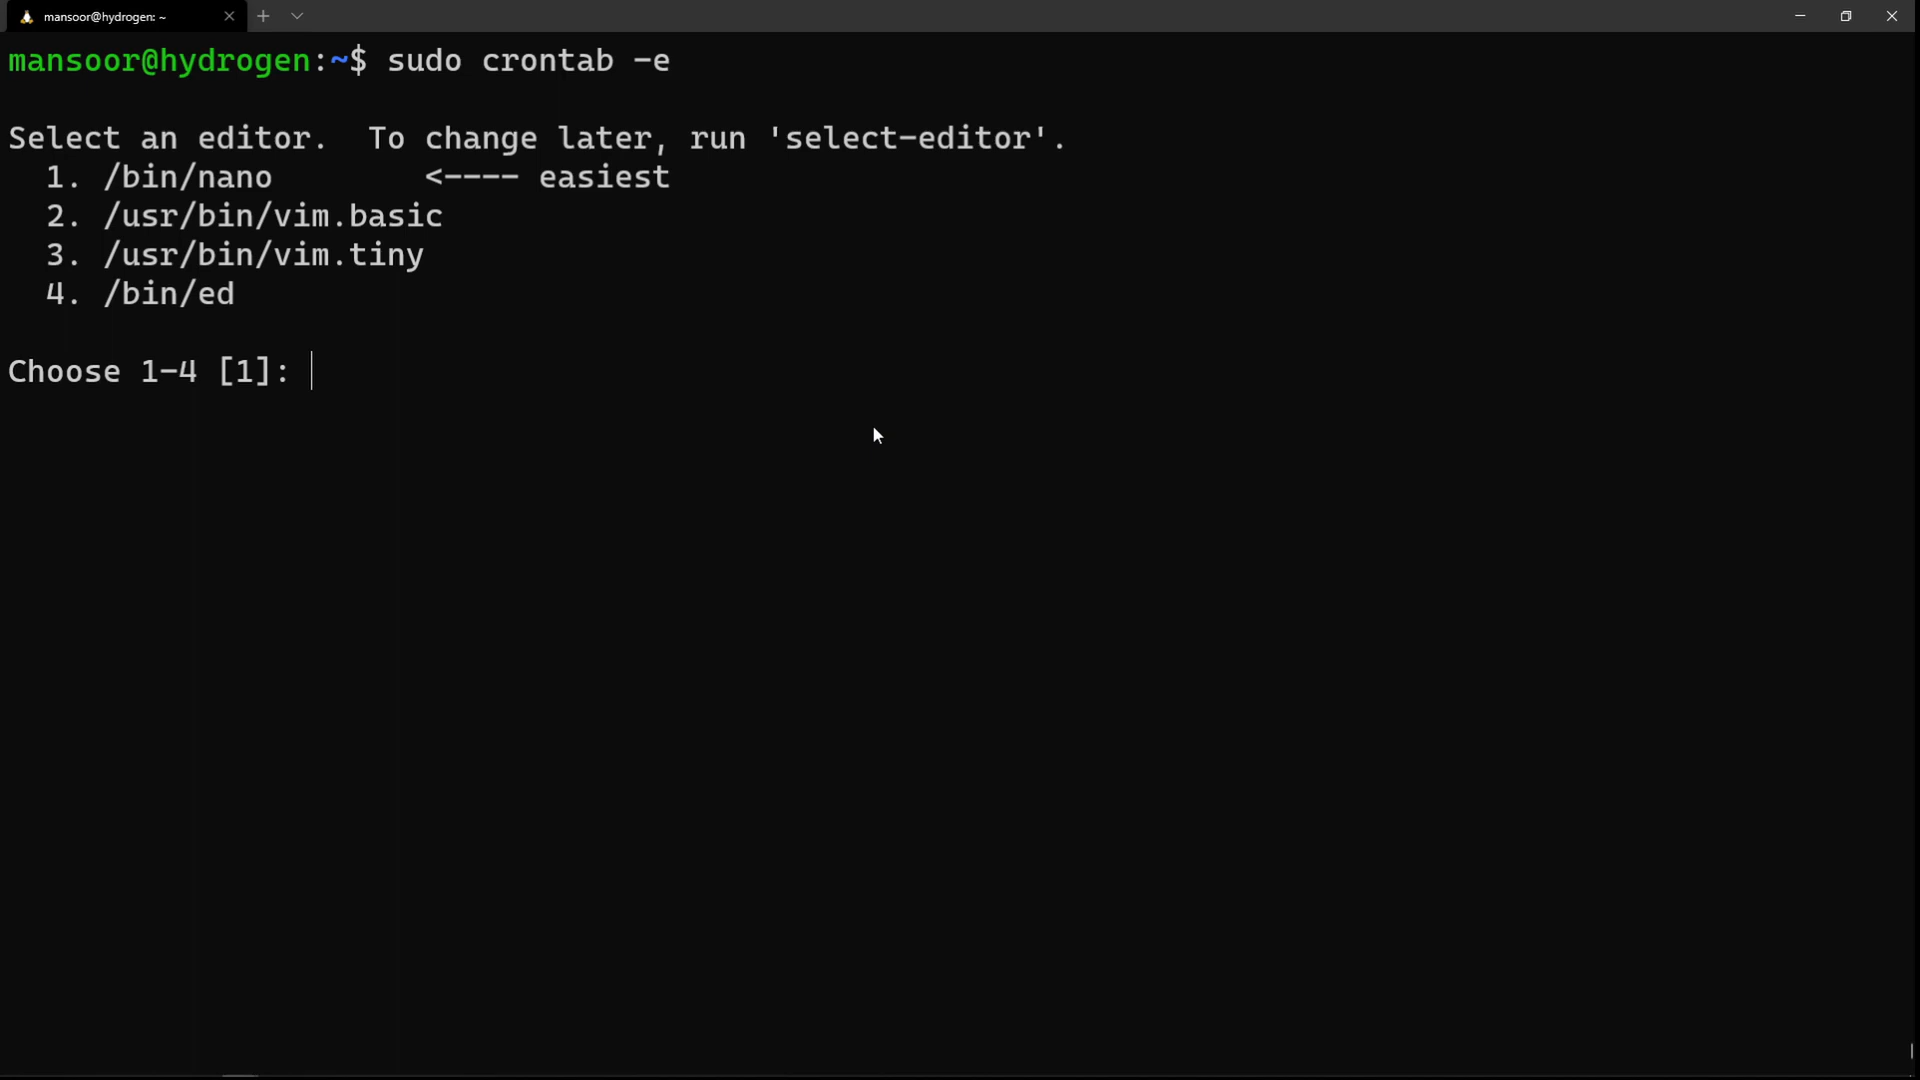 mansoor@hydrogen: ~
mansoor@hydrogen:~$ sudo crontab -e
Select an editor.  To change later, run 'select-editor'.
  1. /bin/nano        <---- easiest
  2. /usr/bin/vim.basic
  3. /usr/bin/vim.tiny
  4. /bin/ed
Choose 1-4 [1]: